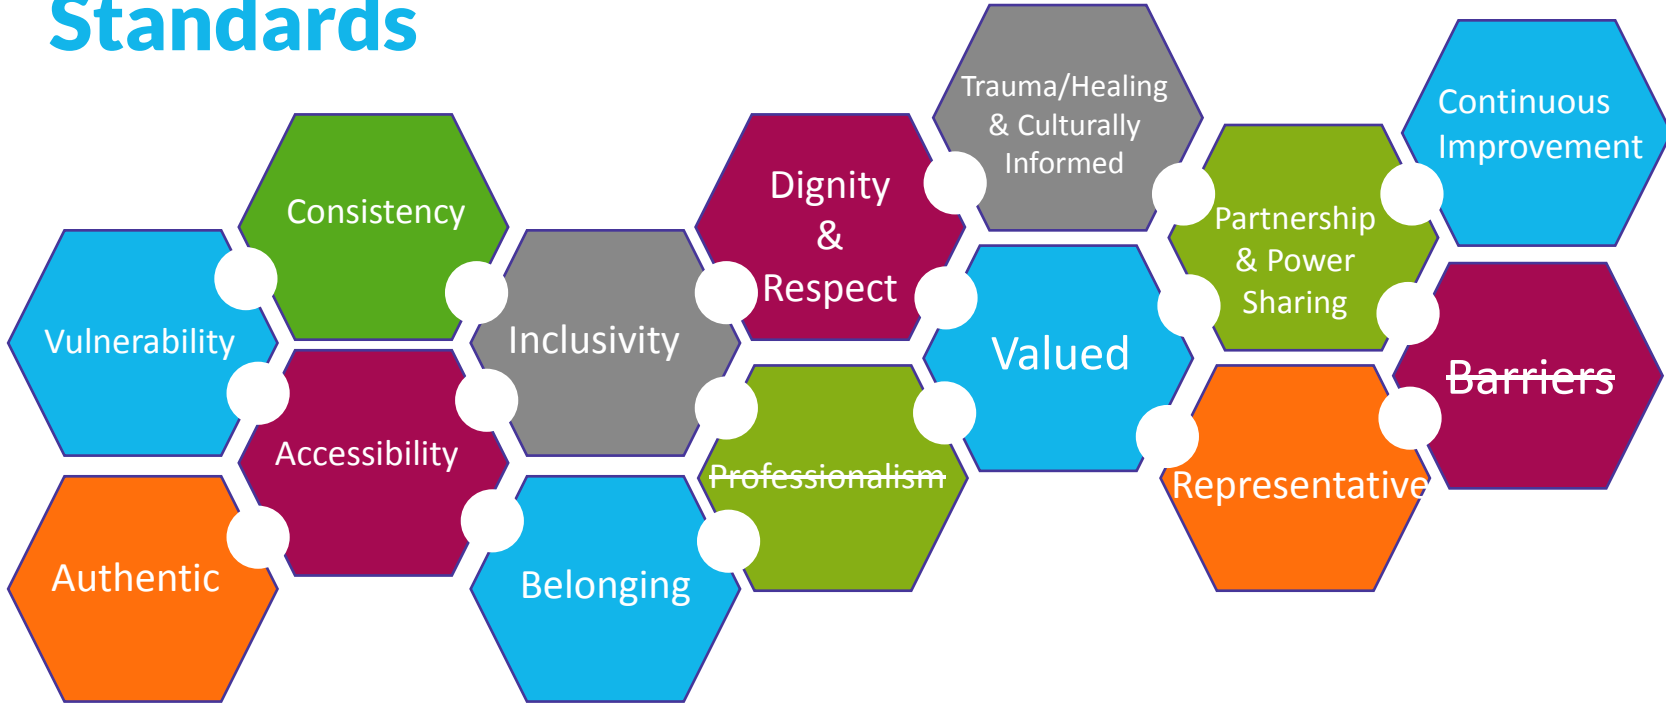 Standards
Vulnerability
Authentic
Consistency
Accessibility
Inclusivity
Belonging
Dignity
&
Respect
Professionalism
Trauma/Healing
& Culturally
Informed
Valued
Partnership
& Power
Sharing
Representative
Continuous
Improvement
Barriers